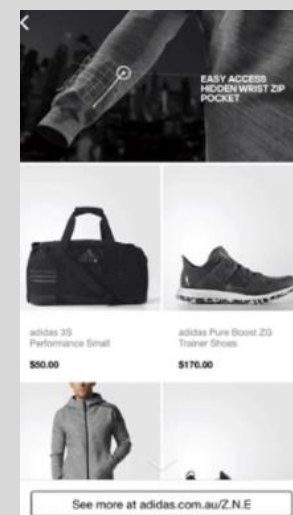 EASY ACCESS
HIDDEN WRIST ZIP
POCKET
adidas 3S
Performance Small
$50.00
adidas Pure Boost ZG
Trainer Shoes
$170.00
See more at adidas.com.au/Z.N.E